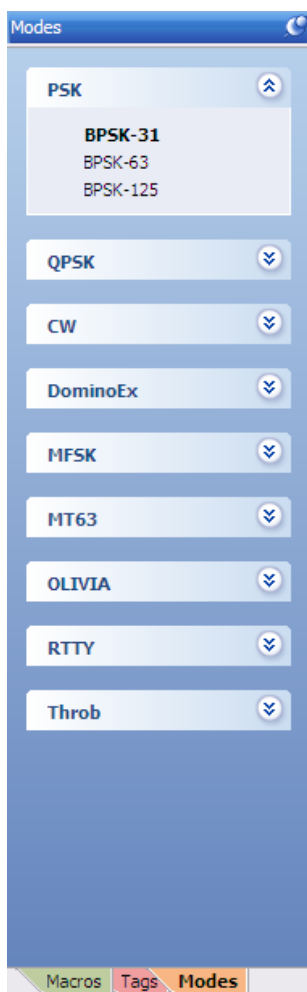 Modes
PSK
BPSK-31
BPSK-63
BPSK-125
QPSK
CW
DominoEx
MFSK
MT63
OLIVIA
RTTY
Throb
Macros Tags Modes